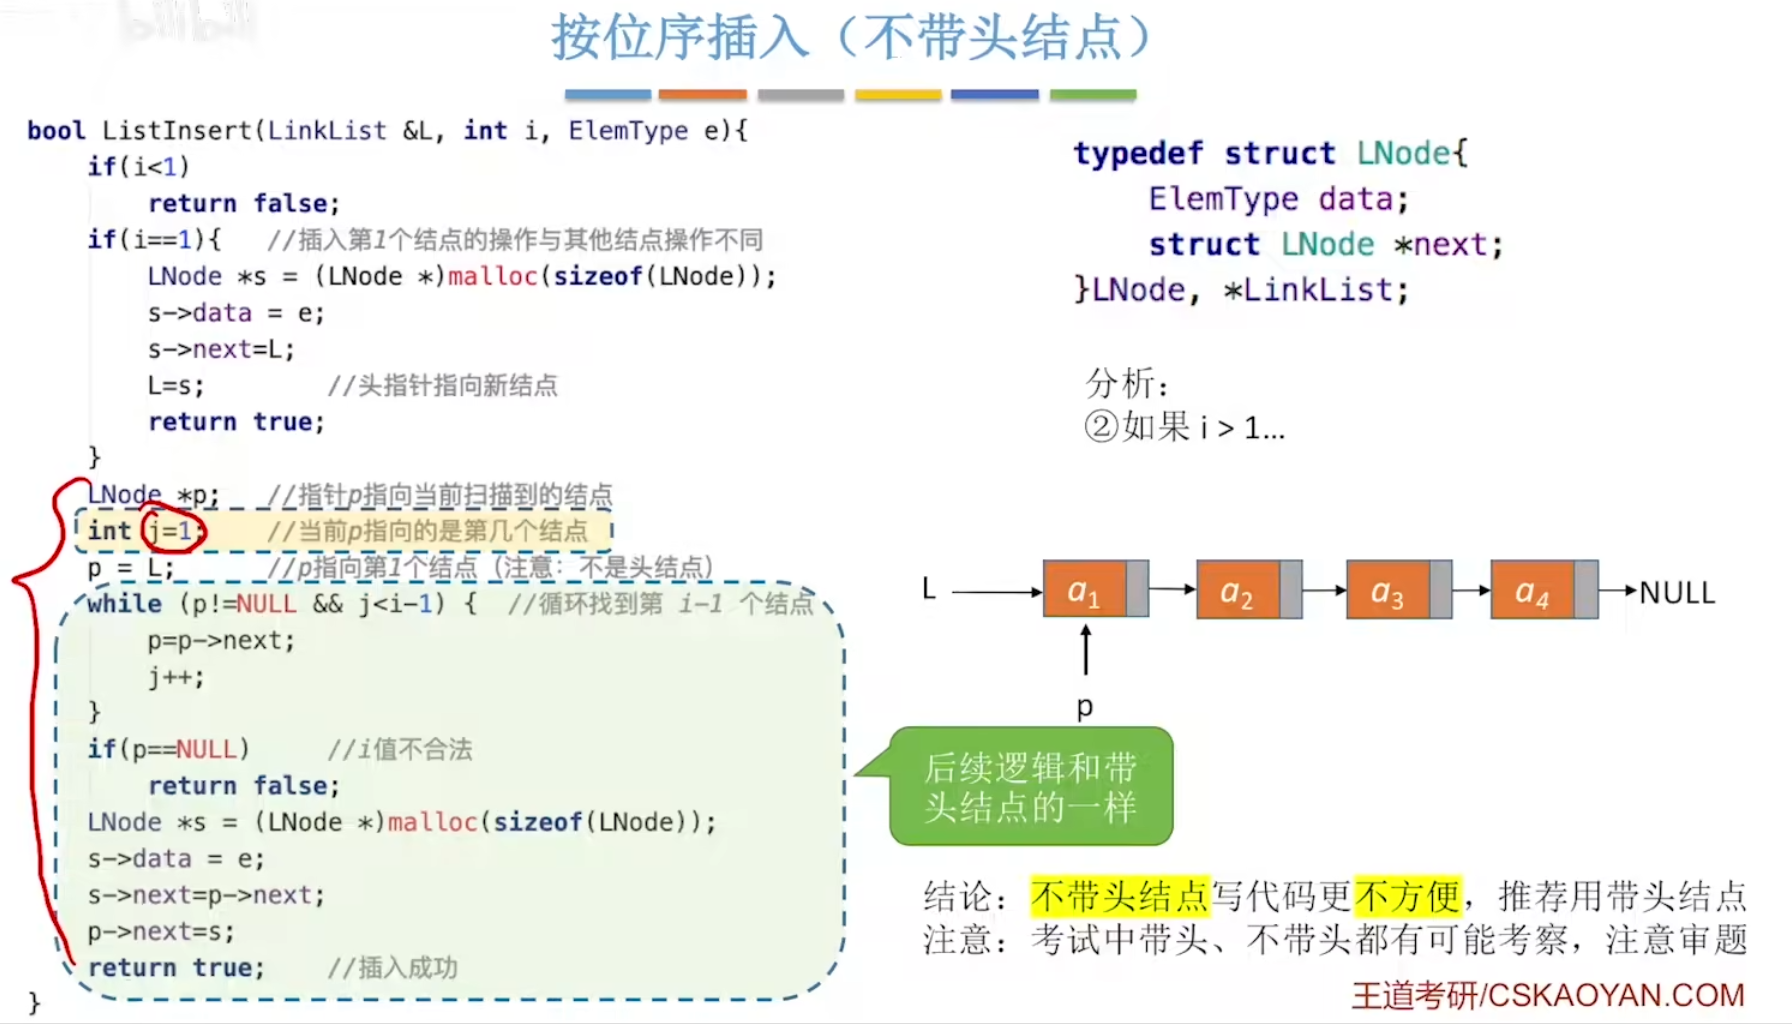 bilibili
按位序插入（不带头结点）
bool ListInsert(LinkList &L, int i, ElemType e){
if(i<1)
return false;
if(i==1){ //插入第1个结点的操作与其他结点操作不同
LNode *s = (LNode *)malloc(sizeof(LNode));
s->data = e;
s->next=L;
L=s; //头指针指向新结点
return true;
}
LNode *p; //指针p指向当前扫描到的结点
int j=1; //当前p指向的是第几个结点
p = L; //p指向第1个结点（注意：不是头结点）
while (p!=NULL && j<i-1) { //循环找到第 i-1 个结点
p=p->next;
j++;
}
if(p==NULL) //i值不合法
return false;
LNode *s = (LNode *)malloc(sizeof(LNode));
s->data = e;
s->next=p->next;
p->next=s;
return true; //插入成功
}
typedef struct LNode{
ElemType data;
struct LNode *next;
}LNode, *LinkList;
分析：
②如果 i > 1...
L a1 a2 a3 a4 NULL
p
后续逻辑和带
头结点的一样
结论：不带头结点写代码更不方便，推荐用带头结点
注意：考试中带头、不带头都有可能考察，注意审题
王道考研/CSKAOYAN.COM